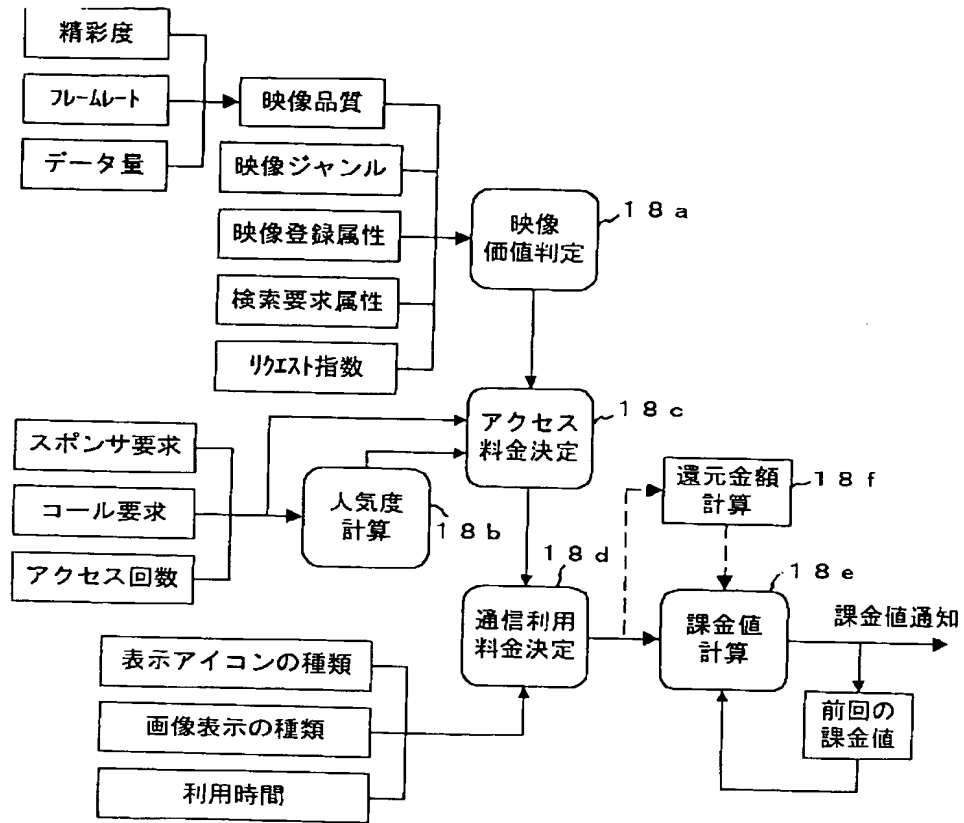 精彩度
フレームレート
データ量
映像品質
映像ジャンル
映像登録属性
検索要求属性
リクエスト指数
映像
価値判定
18a
スポンサ要求
コール要求
アクセス回数
人気度
計算
18b
アクセス
料金決定
18c
還元金額
計算
18f
18d
通信利用
料金決定
18e
課金値
計算
課金値通知
前回の
課金値
表示アイコンの種類
画像表示の種類
利用時間